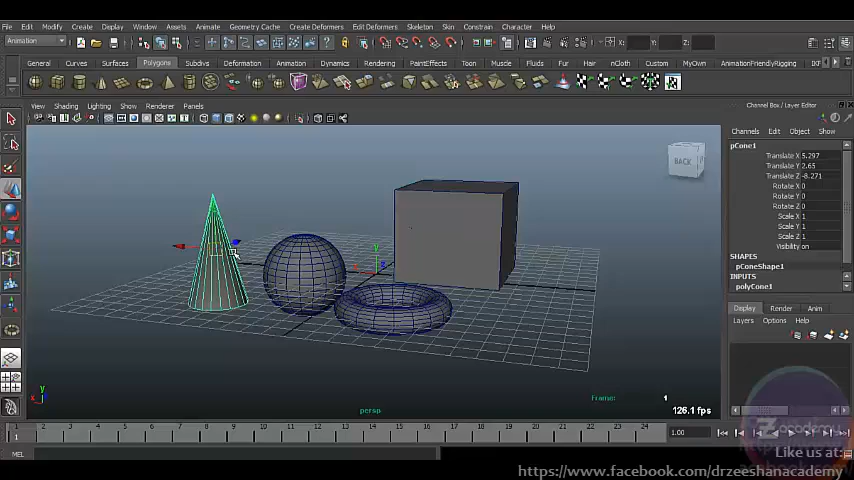 File Edit Modify Create Display Window Assets Animate Geometry Cache Create Deformers Edit Deformers Skeleton Skin Constrain Character Help
Animation X: Y: Z:
General Curves Surfaces Polygons Subdivs Deformation Animation Dynamics Rendering PaintEffects Toon Muscle Fluids Fur Hair nCloth Custom MyOwn AnimationFriendlyRigging
View Shading Lighting Show Renderer Panels
Channel Box / Layer Editor
Channels Edit Object Show
pCone1
Translate X 5.297
Translate Y 2.65
Translate Z -8.271
Rotate X 0
Rotate Y 0
Rotate Z 0
Scale X 1
Scale Y 1
Scale Z 1
Visibility on
SHAPES
pConeShape1
INPUTS
polyCone1
BACK
y
x
z
Display Render Anim
Layers Options Help
persp
Frame: 1
126.1 fps
1 2 3 4 5 6 7 8 9 10 11 12 13 14 15 16 17 18 19 20 21 22 23 24 1.00
1
MEL
academy
Like us at:
https://www.facebook.com/drzeeshanacademy